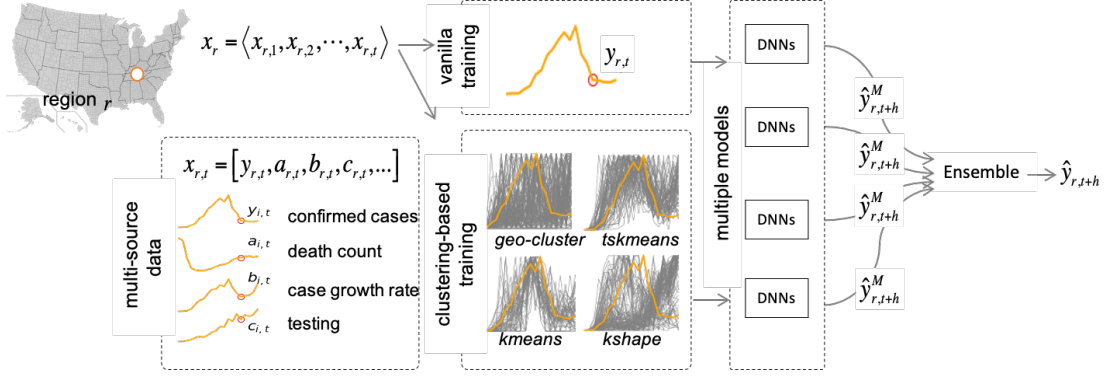 region r
x_r = ⟨x_{r,1}, x_{r,2}, ⋯, x_{r,t}⟩
vanilla
training
y_{r,t}
multi-source
data
x_{r,t} = [y_{r,t}, a_{r,t}, b_{r,t}, c_{r,t}, ...]
y_{i,t}
confirmed cases
a_{i,t}
death count
b_{i,t}
case growth rate
c_{i,t}
testing
clustering-based
training
geo-cluster
tskmeans
kmeans
kshape
multiple models
DNNs
DNNs
DNNs
DNNs
ŷ^M_{r,t+h}
ŷ^M_{r,t+h}
ŷ^M_{r,t+h}
ŷ^M_{r,t+h}
Ensemble
ŷ_{r,t+h}